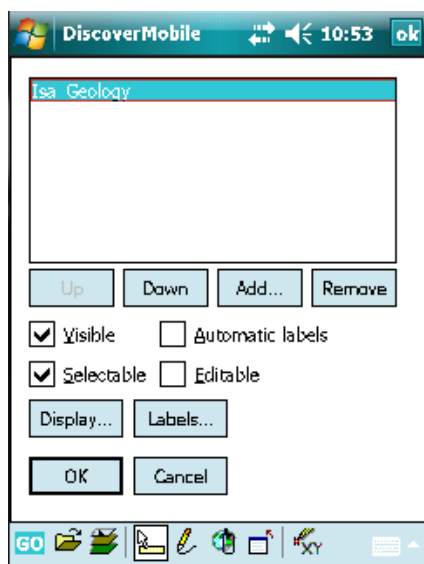 DiscoverMobile 10:53 ok
Isa Geology
Up Down Add... Remove
Visible Automatic labels
Selectable Editable
Display... Labels...
OK Cancel
GO XY